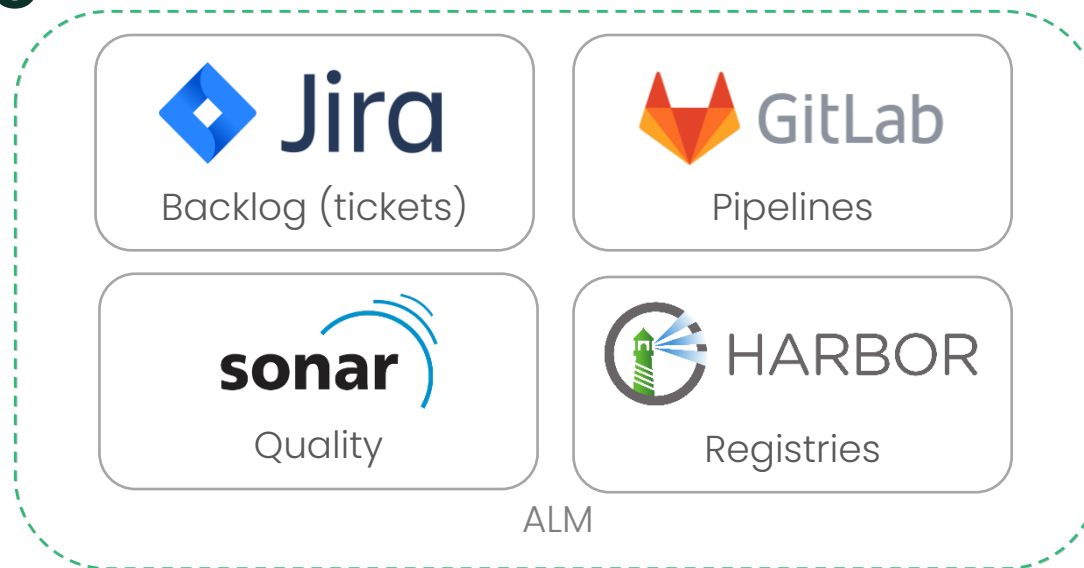 Jira
Backlog (tickets)
GitLab
Pipelines
sonar
Quality
HARBOR
Registries
ALM